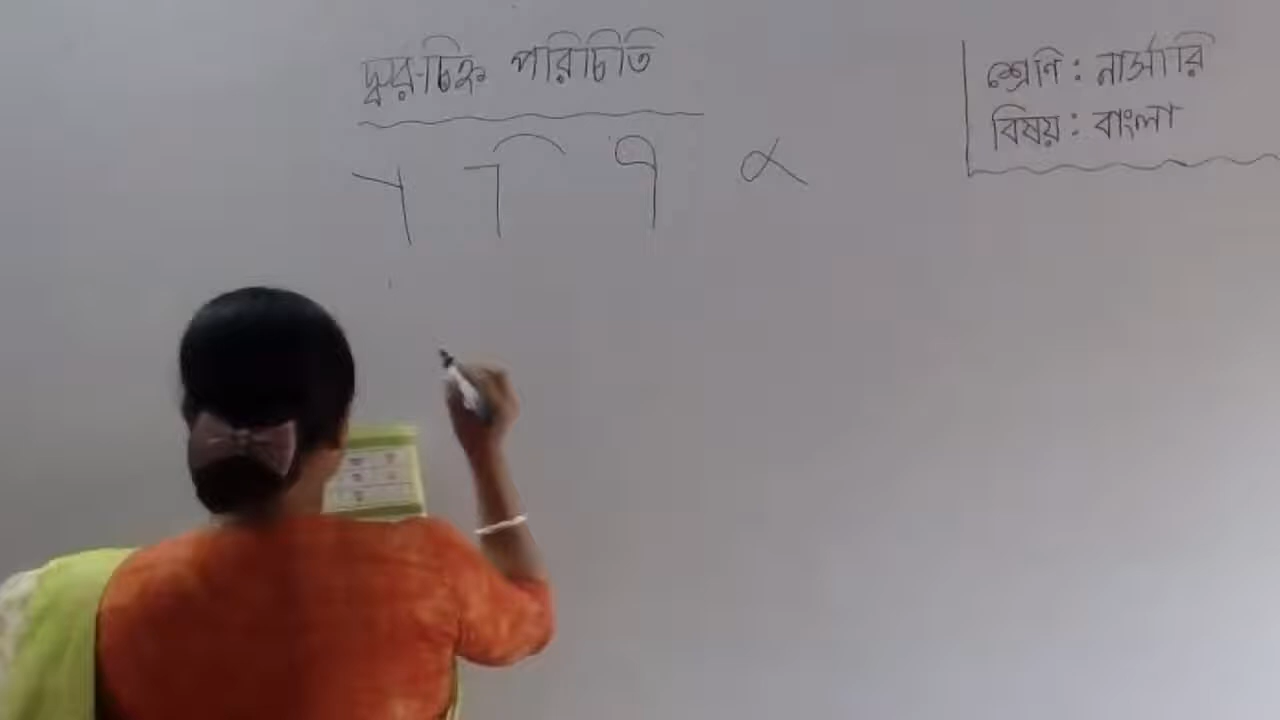 স্বর-চিহ্ন পরিচিতি
া ি ী ৎ
শ্রেণি : নার্সারি
বিষয় : বাংলা